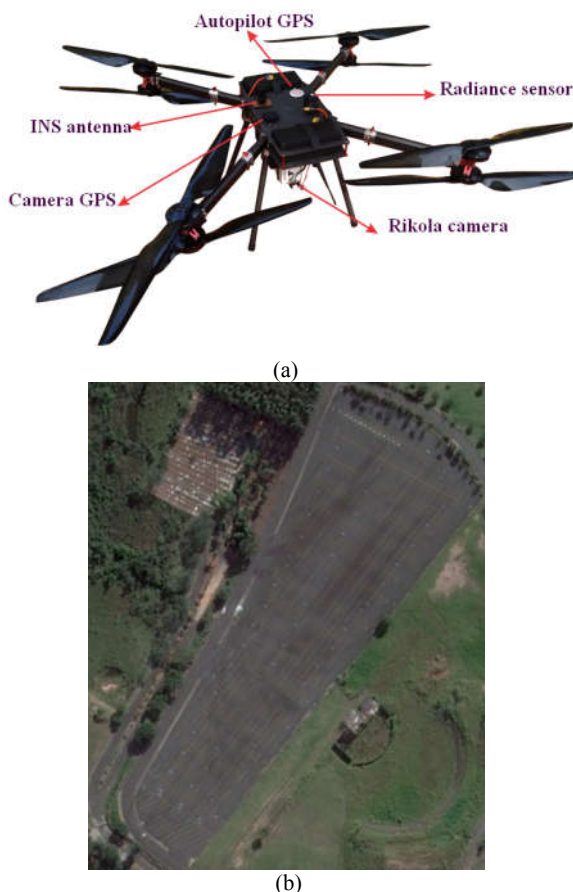 Autopilot GPS
Radiance sensor
INS antenna
Camera GPS
Rikola camera
(a)
(b)